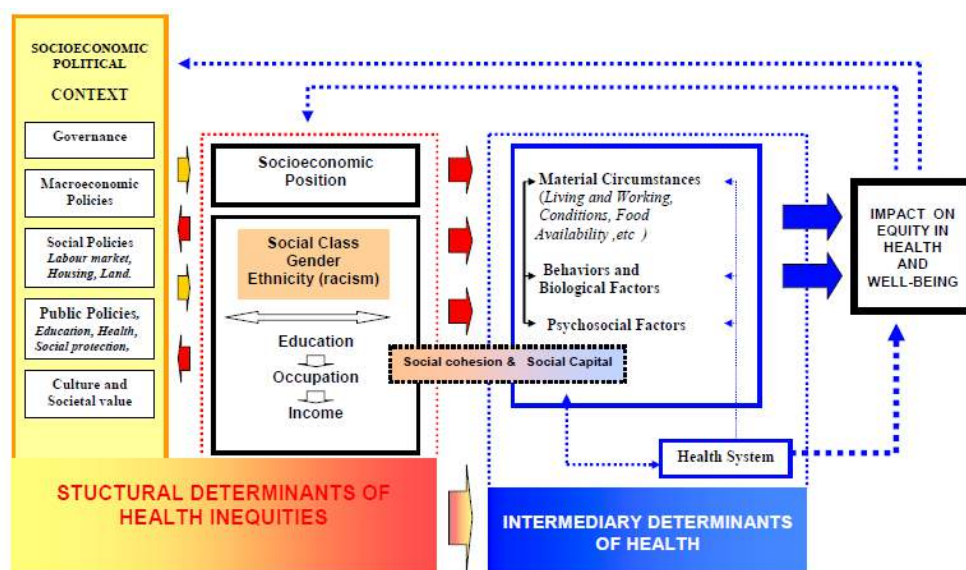 SOCIOECONOMIC
POLITICAL
CONTEXT
Governance
Macroeconomic
Policies
Social Policies
Labour market,
Housing, Land.
Public Policies,
Education, Health,
Social protection,
Culture and
Societal value
Socioeconomic
Position
Social Class
Gender
Ethnicity (racism)
Education
Occupation
Income
Social cohesion & Social Capital
Material Circumstances
(Living and Working,
Conditions, Food
Availability ,etc )
Behaviors and
Biological Factors
Psychosocial Factors
Health System
IMPACT ON
EQUITY IN
HEALTH
AND
WELL-BEING
STUCTURAL DETERMINANTS OF
HEALTH INEQUITIES
INTERMEDIARY DETERMINANTS
OF HEALTH